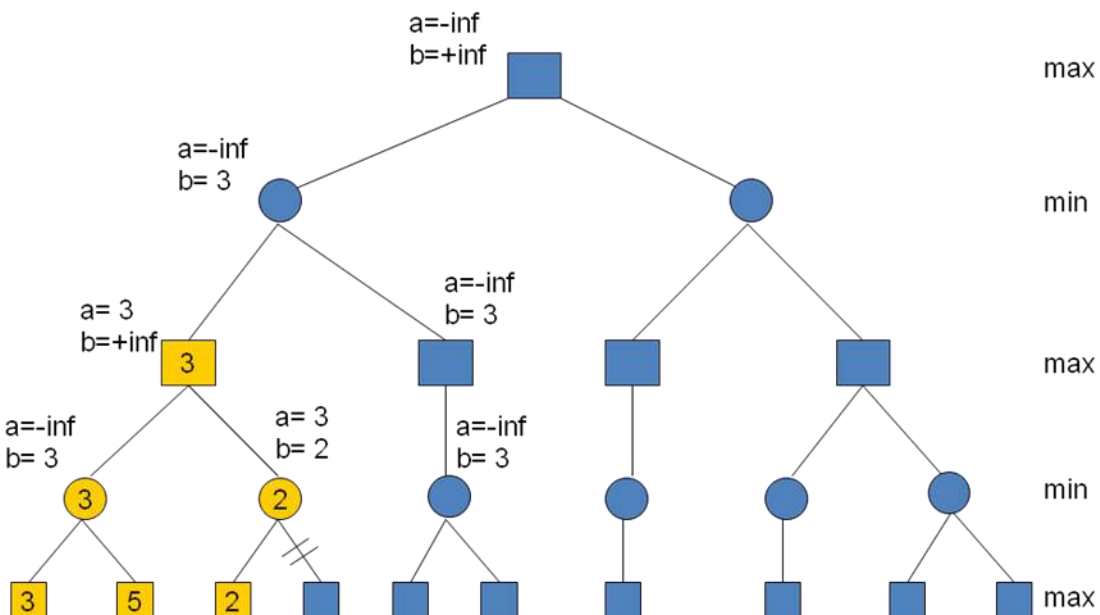 a=-inf
b=+inf
max
a=-inf
b= 3
min
a=-inf
b= 3
a= 3
b=+inf
3
max
a=-inf
b= 3
a= 3
b= 2
a=-inf
b= 3
3
2
min
3
5
2
max